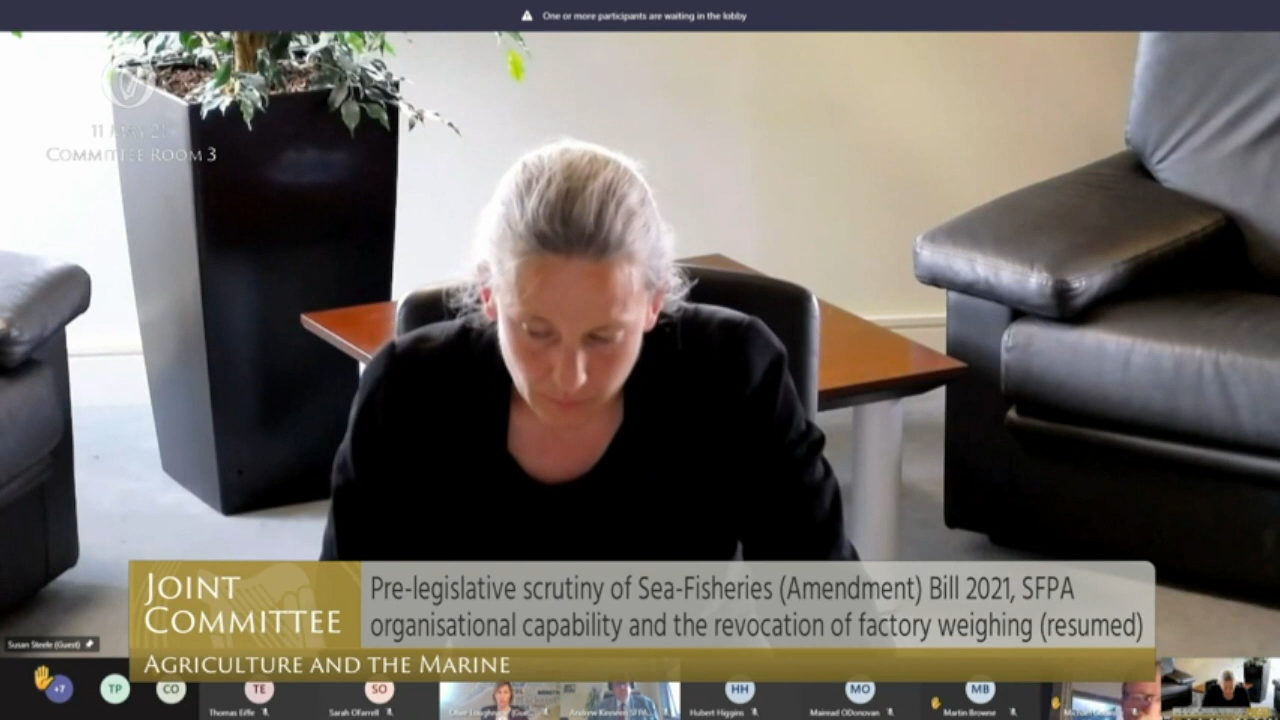 One or more participants are waiting in the lobby
COMMITTEE ROOM 3
JOINT
COMMITTEE
Pre-legislative scrutiny of Sea-Fisheries (Amendment) Bill 2021, SFPA
organisational capability and the revocation of factory weighing (resumed)
Susan Steele (Guest)
AGRICULTURE AND THE MARINE
+7
TP
CO
TE
SO
HH
MO
MB
Thomas Eiffe
Sarah OFarrell
Hubert Higgins
Mairead ODonovan
Martin Browne